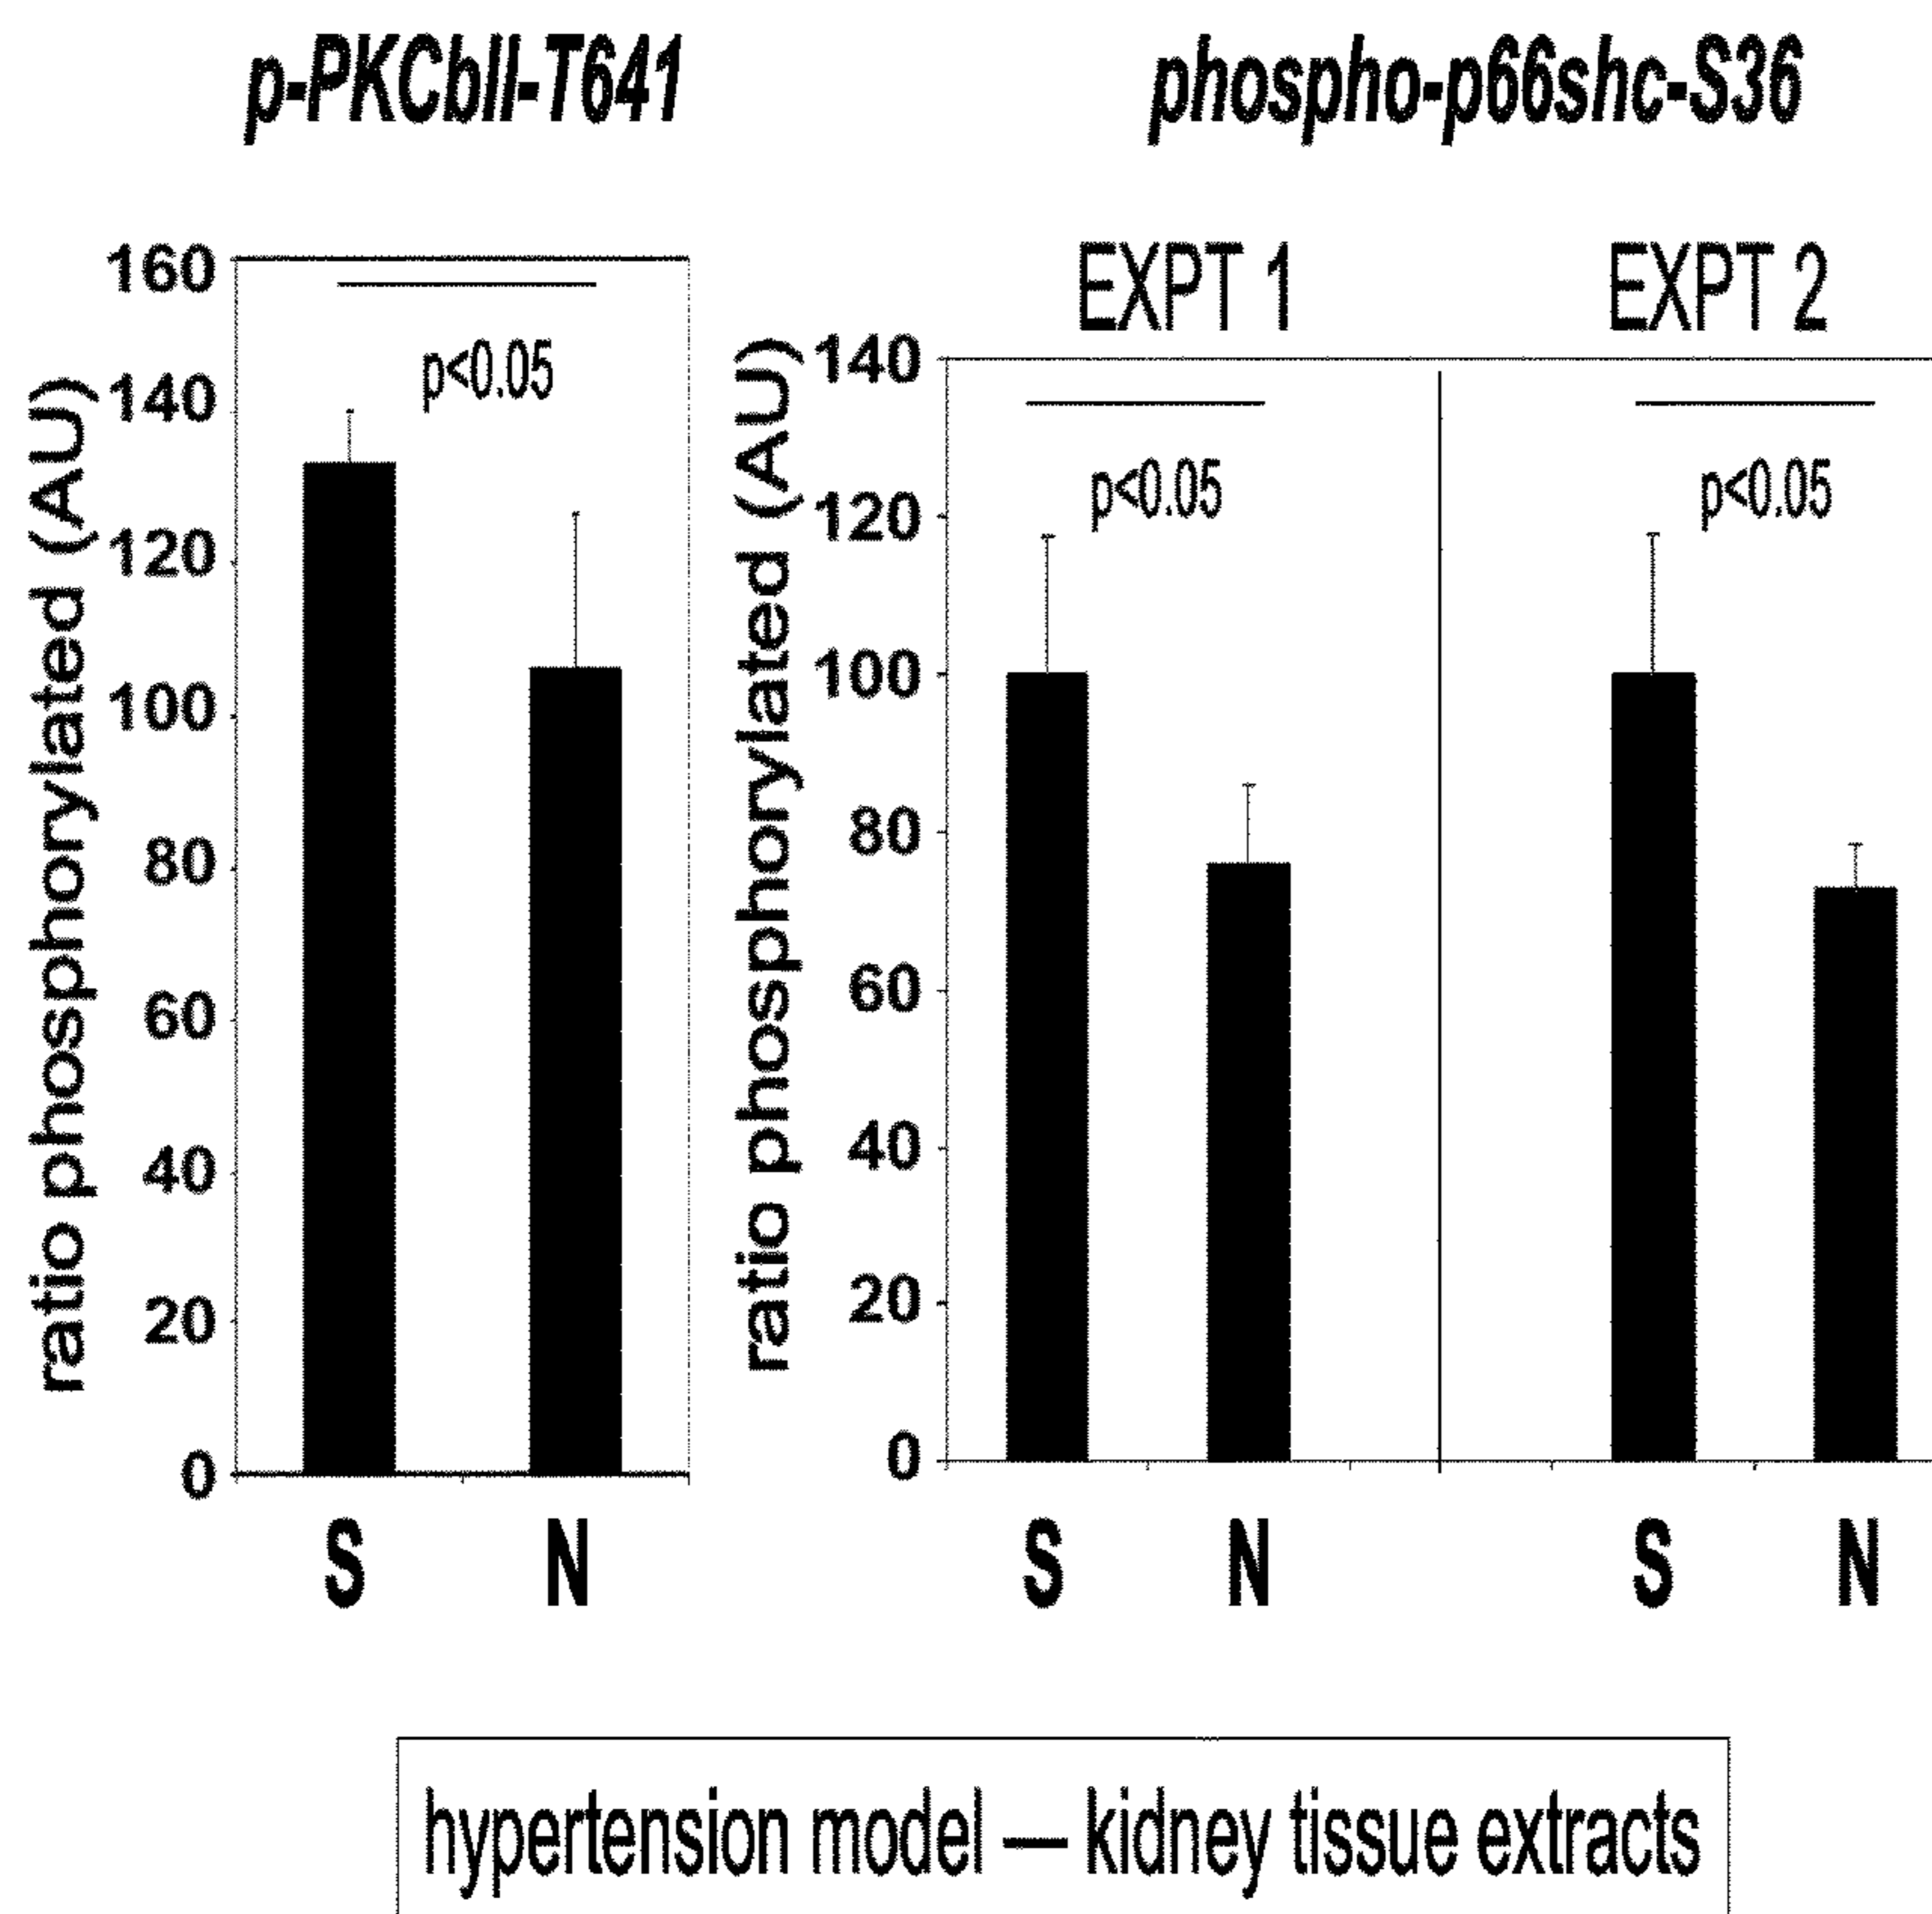 p-PKCbII-T641
phospho-p66shc-S36
ratio phosphorylated (AU)
160
140
120
100
80
60
40
20
0
p<0.05
S N
ratio phosphorylated (AU)
140
120
100
80
60
40
20
0
EXPT 1
p<0.05
S N
EXPT 2
p<0.05
S N
hypertension model — kidney tissue extracts